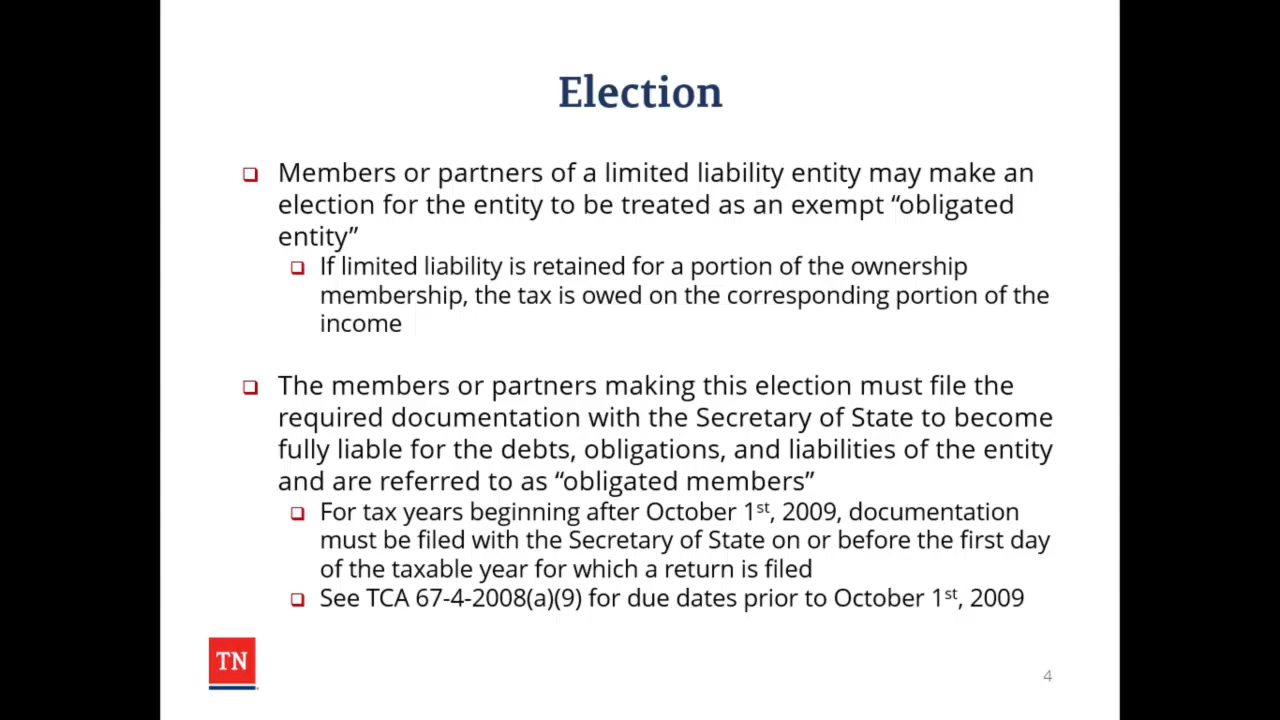 Election
Members or partners of a limited liability entity may make an
election for the entity to be treated as an exempt “obligated
entity”
If limited liability is retained for a portion of the ownership
membership, the tax is owed on the corresponding portion of the
income
The members or partners making this election must file the
required documentation with the Secretary of State to become
fully liable for the debts, obligations, and liabilities of the entity
and are referred to as “obligated members”
For tax years beginning after October 1st, 2009, documentation
must be filed with the Secretary of State on or before the first day
of the taxable year for which a return is filed
See TCA 67-4-2008(a)(9) for due dates prior to October 1st, 2009
TN
4